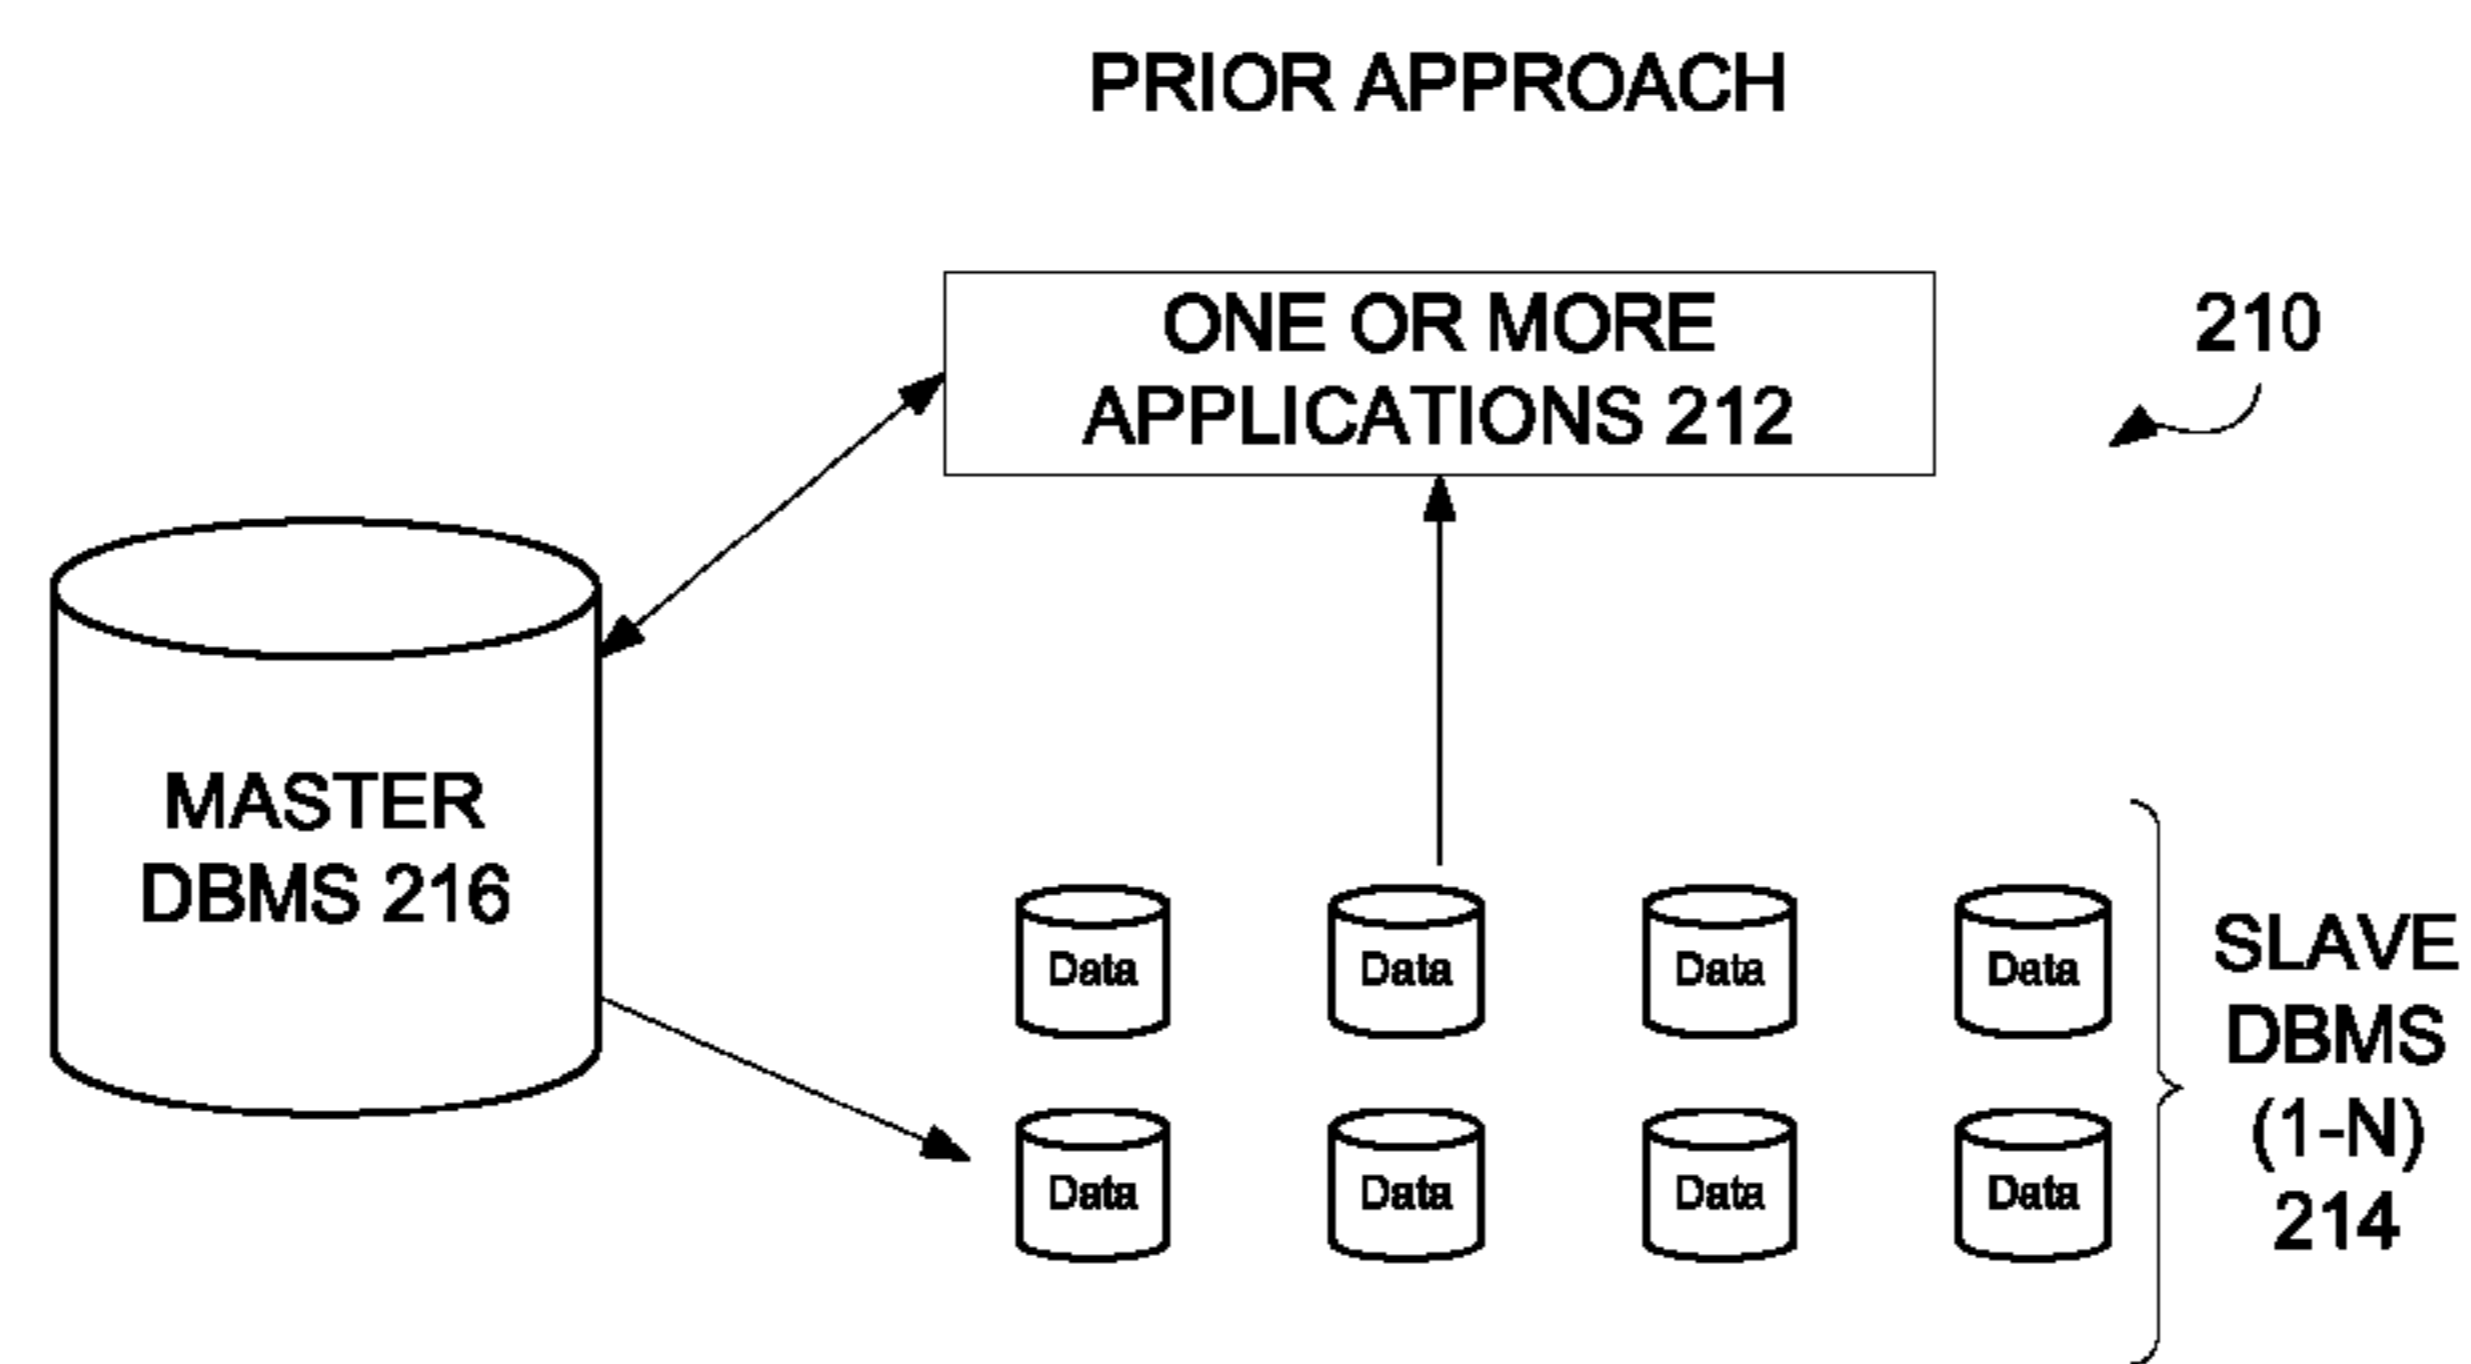 PRIOR APPROACH
ONE OR MORE
APPLICATIONS 212
210
MASTER
DBMS 216
Data
Data
Data
Data
Data
Data
Data
Data
SLAVE
DBMS
(1-N)
214